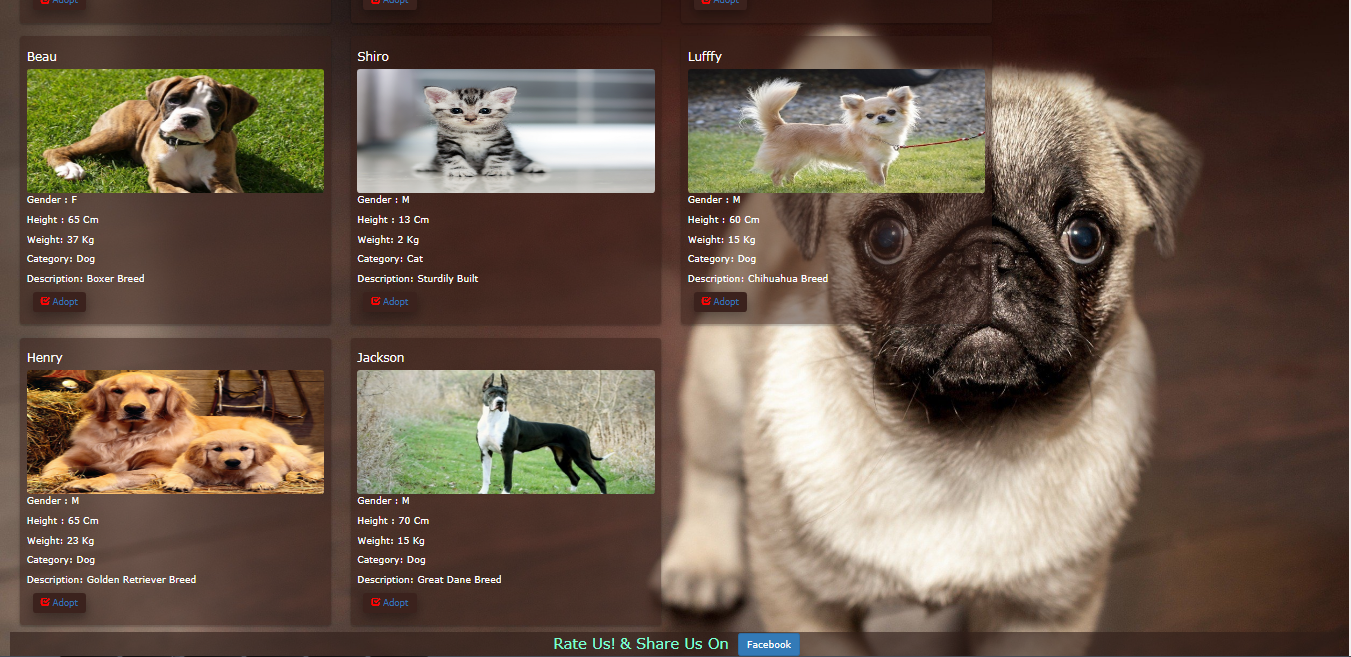 Adopt
Adopt
Adopt
Beau
Gender : F
Height : 65 Cm
Weight: 37 Kg
Category: Dog
Description: Boxer Breed
Adopt
Shiro
Gender : M
Height : 13 Cm
Weight: 2 Kg
Category: Cat
Description: Sturdily Built
Adopt
Lufffy
Gender : M
Height : 60 Cm
Weight: 15 Kg
Category: Dog
Description: Chihuahua Breed
Adopt
Henry
Gender : M
Height : 65 Cm
Weight: 23 Kg
Category: Dog
Description: Golden Retriever Breed
Adopt
Jackson
Gender : M
Height : 70 Cm
Weight: 15 Kg
Category: Dog
Description: Great Dane Breed
Adopt
Rate Us! & Share Us On Facebook